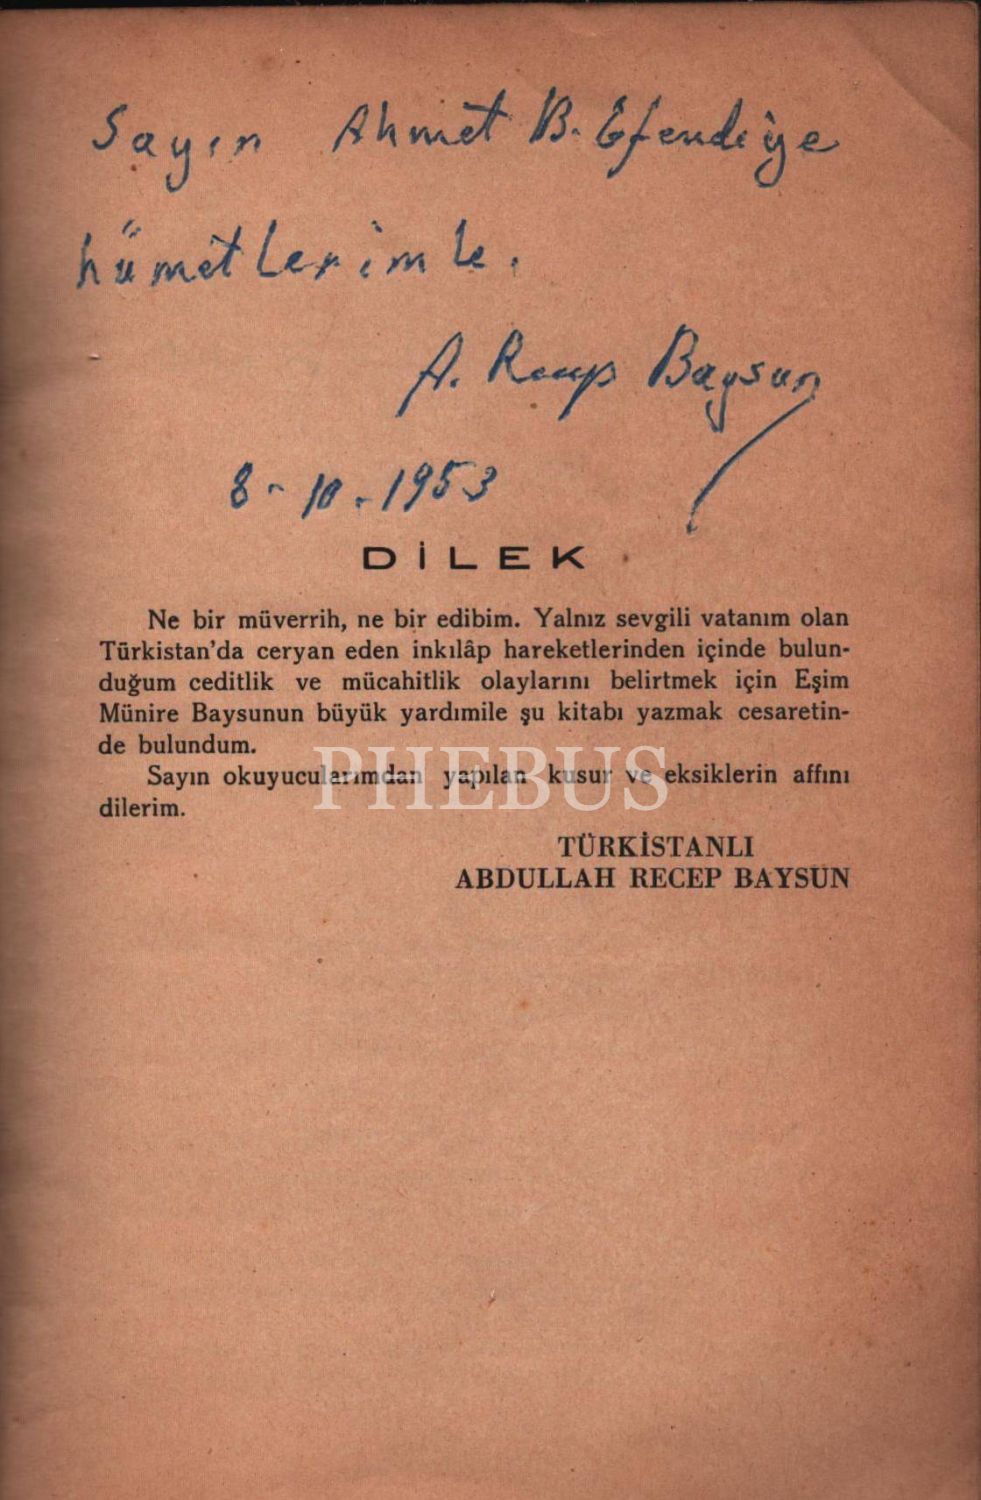 Sayın Ahmet B. Efendiye
hümetlerimle.
A. Recep Baysun
8-10-1953
DİLEK
Ne bir müverrih, ne bir edibim. Yalnız sevgili vatanım olan
Türkistan'da ceryan eden inkılâp hareketlerinden içinde bulun-
duğum ceditlik ve mücahitlik olaylarını belirtmek için Eşim
Münire Baysunun büyük yardımile şu kitabı yazmak cesaretin-
de bulundum.
Sayın okuyucularımdan yapılan kusur ve eksiklerin affını
dilerim.
PHEBUS
TÜRKİSTANLI
ABDULLAH RECEP BAYSUN